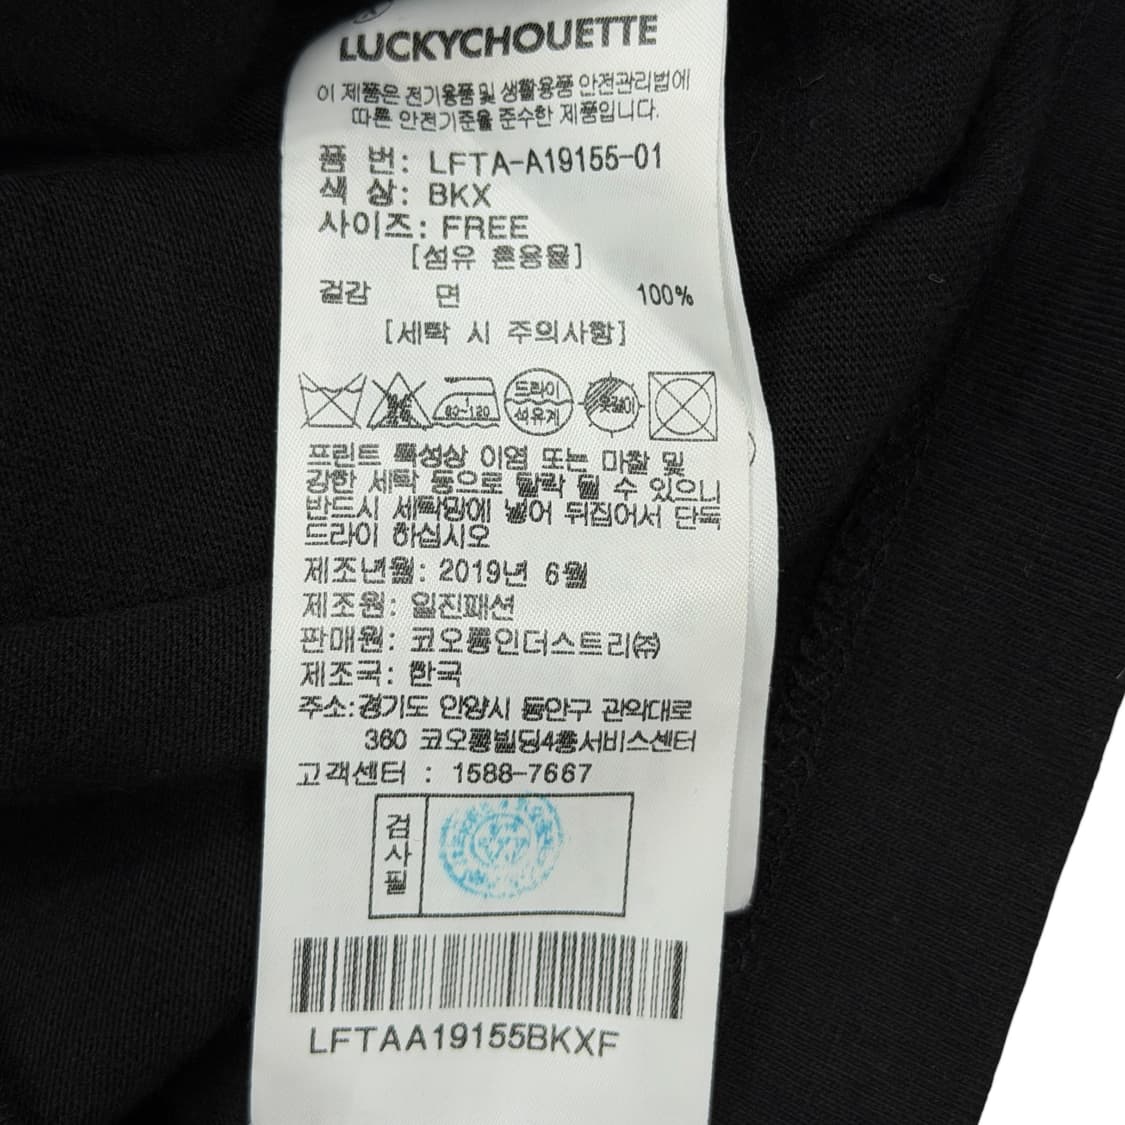 LUCKYCHOUETTE
이 제품은 전기용품 및 생활용품 안전관리법에
따른 안전기준을 준수한 제품입니다.
품 번: LFTA-A19155-01
색 상: BKX
사이즈: FREE
[섬유 혼용율]
겉감 면 100%
[세탁 시 주의사항]
80~120
드라이
석유계
옷걸이
프린트 특성상 이염 또는 마찰 및
강한 세탁 등으로 탈락 될 수 있으니
반드시 세탁망에 넣어 뒤집어서 단독
드라이 하십시오
제조년월: 2019년 6월
제조원: 일진패션
판매원: 코오롱인더스트리㈜
제조국: 한국
주소:경기도 안양시 동안구 관악대로
360 코오롱빌딩4층서비스센터
고객센터 : 1588-7667
검사필
LFTAA19155BKXF